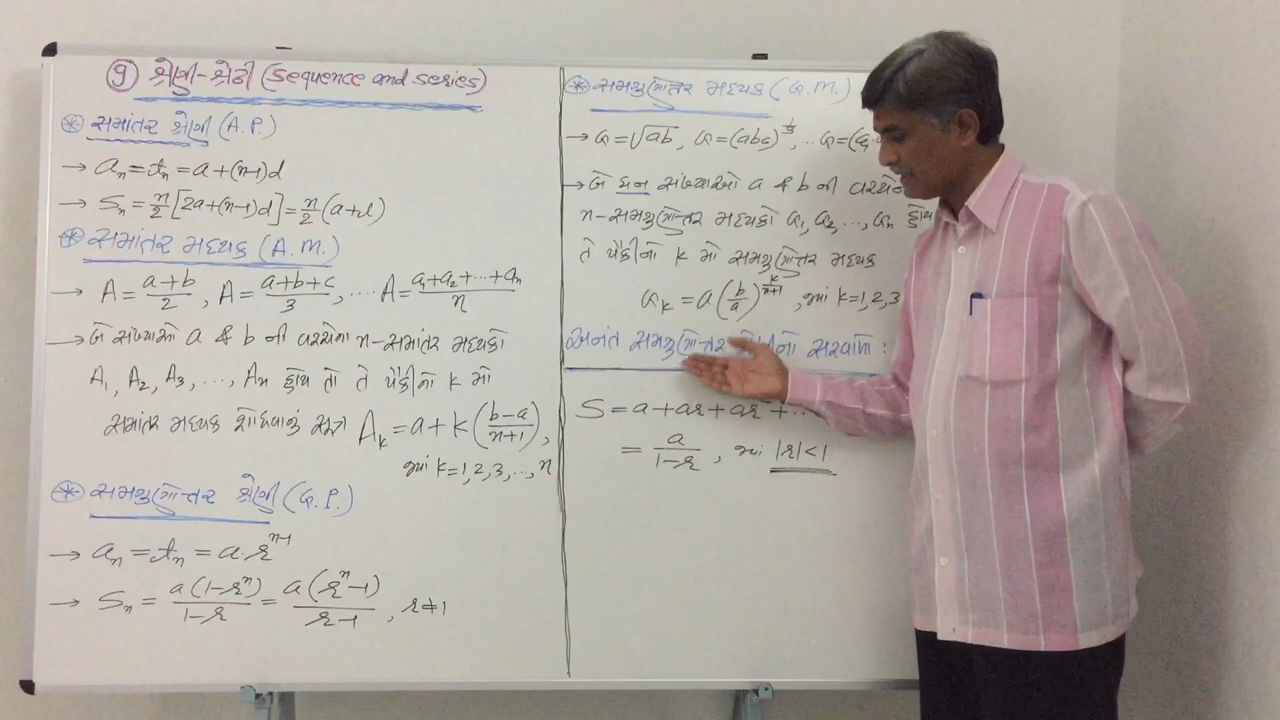 9 શ્રેણી-શ્રેઢી (Sequence and series)
* સમાંતર શ્રેણી (A.P.)
→ aₙ = tₙ = a + (n-1)d
→ Sₙ = n/2 [2a + (n-1)d] = n/2 (a + l)
* સમાંતર મધ્યક (A.M.)
→ A = a+b/2 , A = a+b+c/3 , .... A = a₁+a₂+...+aₙ/n
→ બે સંખ્યાઓ a & b ની વચ્ચેના n-સમાંતર મધ્યકો
A₁, A₂, A₃, ..., Aₙ હોય તો તે પૈકીનો k મો
સમાંતર મધ્યક શોધવાનું સૂત્ર Aₖ = a + k (b-a/n+1),
જ્યાં k=1,2,3,..., n
* સમગુણોત્તર શ્રેણી (G.P.)
→ aₙ = tₙ = a·rⁿ⁻¹
→ Sₙ = a(1-rⁿ)/1-r = a(rⁿ-1)/r-1 , r≠1
* સમગુણોત્તર મધ્યક (G.M.)
→ G = √ab , G = (abc)^1/3 , ... G = (a₁.
→ બે ધન સંખ્યાઓ a & b ની વચ્ચેના
n-સમગુણોત્તર મધ્યકો G₁, G₂, ..., Gₙ હોય
તે પૈકીનો k મો સમગુણોત્તર મધ્યક
Gₖ = a (b/a)^k/n+1 , જ્યાં k=1,2,3
અનંત સમગુણોત્તર શ્રેણીનો સરવાળો :
S = a + ar + ar² + ...
= a/1-r , જ્યાં |r|<1